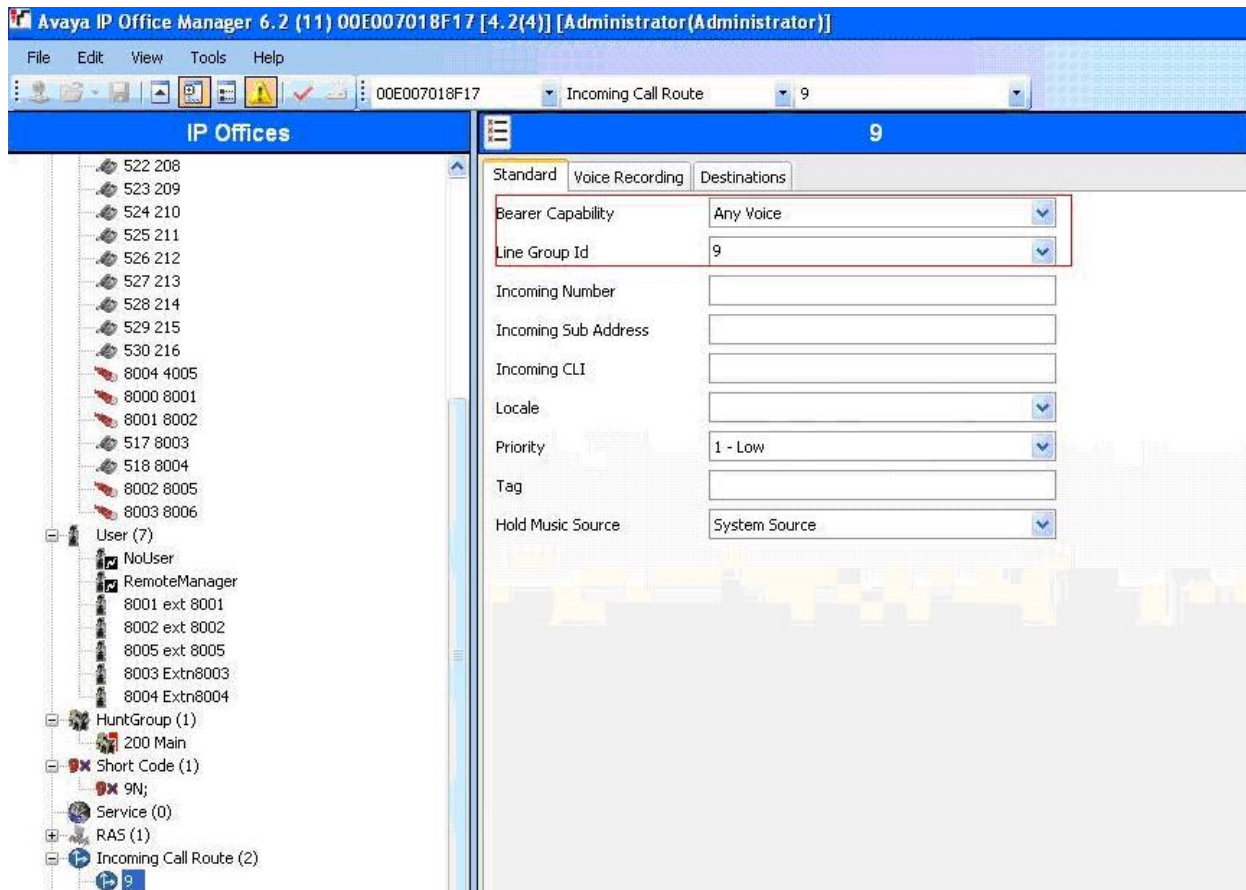 Avaya IP Office Manager 6.2 (11) 00E007018F17 [4.2(4)] [Administrator(Administrator)]
File Edit View Tools Help
00E007018F17 Incoming Call Route 9
IP Offices
522 208
523 209
524 210
525 211
526 212
527 213
528 214
529 215
530 216
8004 4005
8000 8001
8001 8002
517 8003
518 8004
8002 8005
8003 8006
User (7)
NoUser
RemoteManager
8001 ext 8001
8002 ext 8002
8005 ext 8005
8003 Extn8003
8004 Extn8004
HuntGroup (1)
200 Main
Short Code (1)
9N;
Service (0)
RAS (1)
Incoming Call Route (2)
9
9
Standard Voice Recording Destinations
Bearer Capability Any Voice
Line Group Id 9
Incoming Number
Incoming Sub Address
Incoming CLI
Locale
Priority 1 - Low
Tag
Hold Music Source System Source